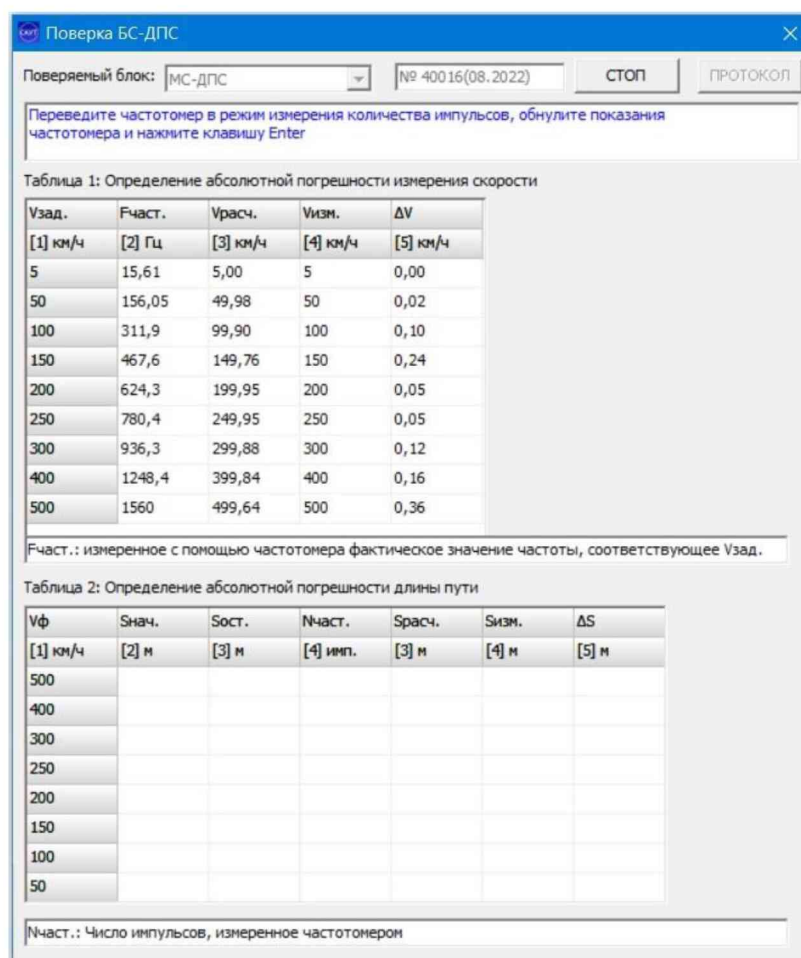 Поверка БС-ДПС
Поверяемый блок: МС-ДПС № 40016(08.2022) СТОП ПРОТОКОЛ
Переведите частотомер в режим измерения количества импульсов, обнулите показания
частотомера и нажмите клавишу Enter
Таблица 1: Определение абсолютной погрешности измерения скорости
Vзад. Fчаст. Vрасч. Vизм. ΔV
[1] км/ч [2] Гц [3] км/ч [4] км/ч [5] км/ч
5 15,61 5,00 5 0,00
50 156,05 49,98 50 0,02
100 311,9 99,90 100 0,10
150 467,6 149,76 150 0,24
200 624,3 199,95 200 0,05
250 780,4 249,95 250 0,05
300 936,3 299,88 300 0,12
400 1248,4 399,84 400 0,16
500 1560 499,64 500 0,36
Fчаст.: измеренное с помощью частотомера фактическое значение частоты, соответствующее Vзад.
Таблица 2: Определение абсолютной погрешности длины пути
Vф Sнач. Sост. Nчаст. Sрасч. Sизм. ΔS
[1] км/ч [2] м [3] м [4] имп. [3] м [4] м [5] м
500
400
300
250
200
150
100
50
Nчаст.: Число импульсов, измеренное частотомером